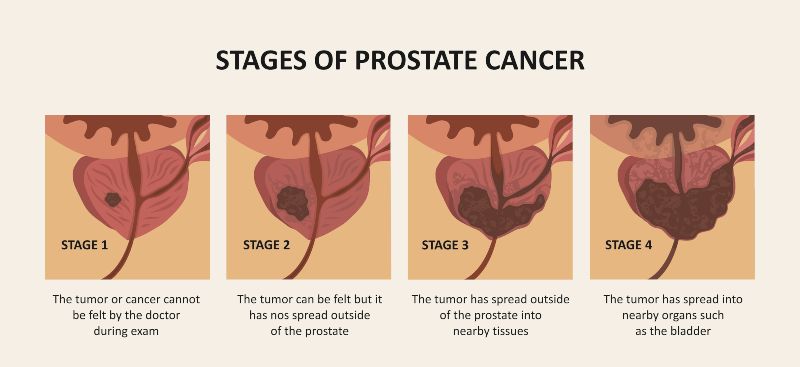 STAGES OF PROSTATE CANCER
STAGE 1
STAGE 2
STAGE 3
STAGE 4
The tumor or cancer cannot
be felt by the doctor
during exam
The tumor can be felt but it
has nos spread outside
of the prostate
The tumor has spread outside
of the prostate into
nearby tissues
The tumor has spread into
nearby organs such
as the bladder